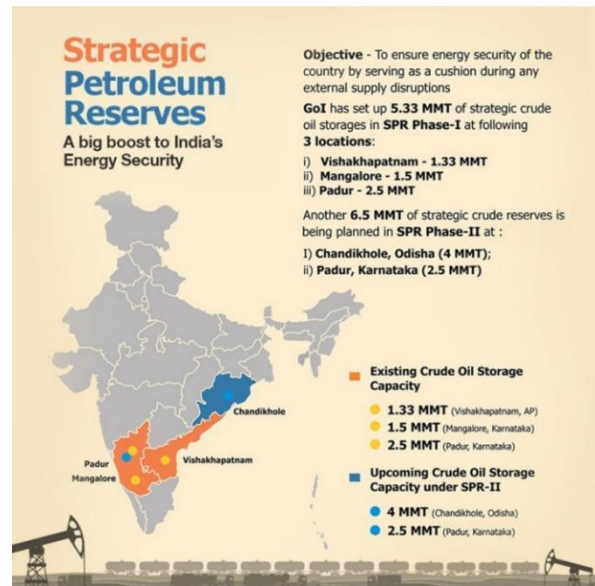 Strategic
Petroleum
Reserves
A big boost to India's
Energy Security
Objective - To ensure energy security of the
country by serving as a cushion during any
external supply disruptions
GoI has set up 5.33 MMT of strategic crude
oil storages in SPR Phase-I at following
3 locations:
i) Vishakhapatnam - 1.33 MMT
ii) Mangalore - 1.5 MMT
iii) Padur - 2.5 MMT
Another 6.5 MMT of strategic crude reserves is
being planned in SPR Phase-II at :
I) Chandikhole, Odisha (4 MMT);
ii) Padur, Karnataka (2.5 MMT)
Chandikhole
Padur
Vishakhapatnam
Mangalore
Existing Crude Oil Storage
Capacity
1.33 MMT (Vishakhapatnam, AP)
1.5 MMT (Mangalore, Karnataka)
2.5 MMT (Padur, Karnataka)
Upcoming Crude Oil Storage
Capacity under SPR-II
4 MMT (Chandikhole, Odisha)
2.5 MMT (Padur, Karnataka)